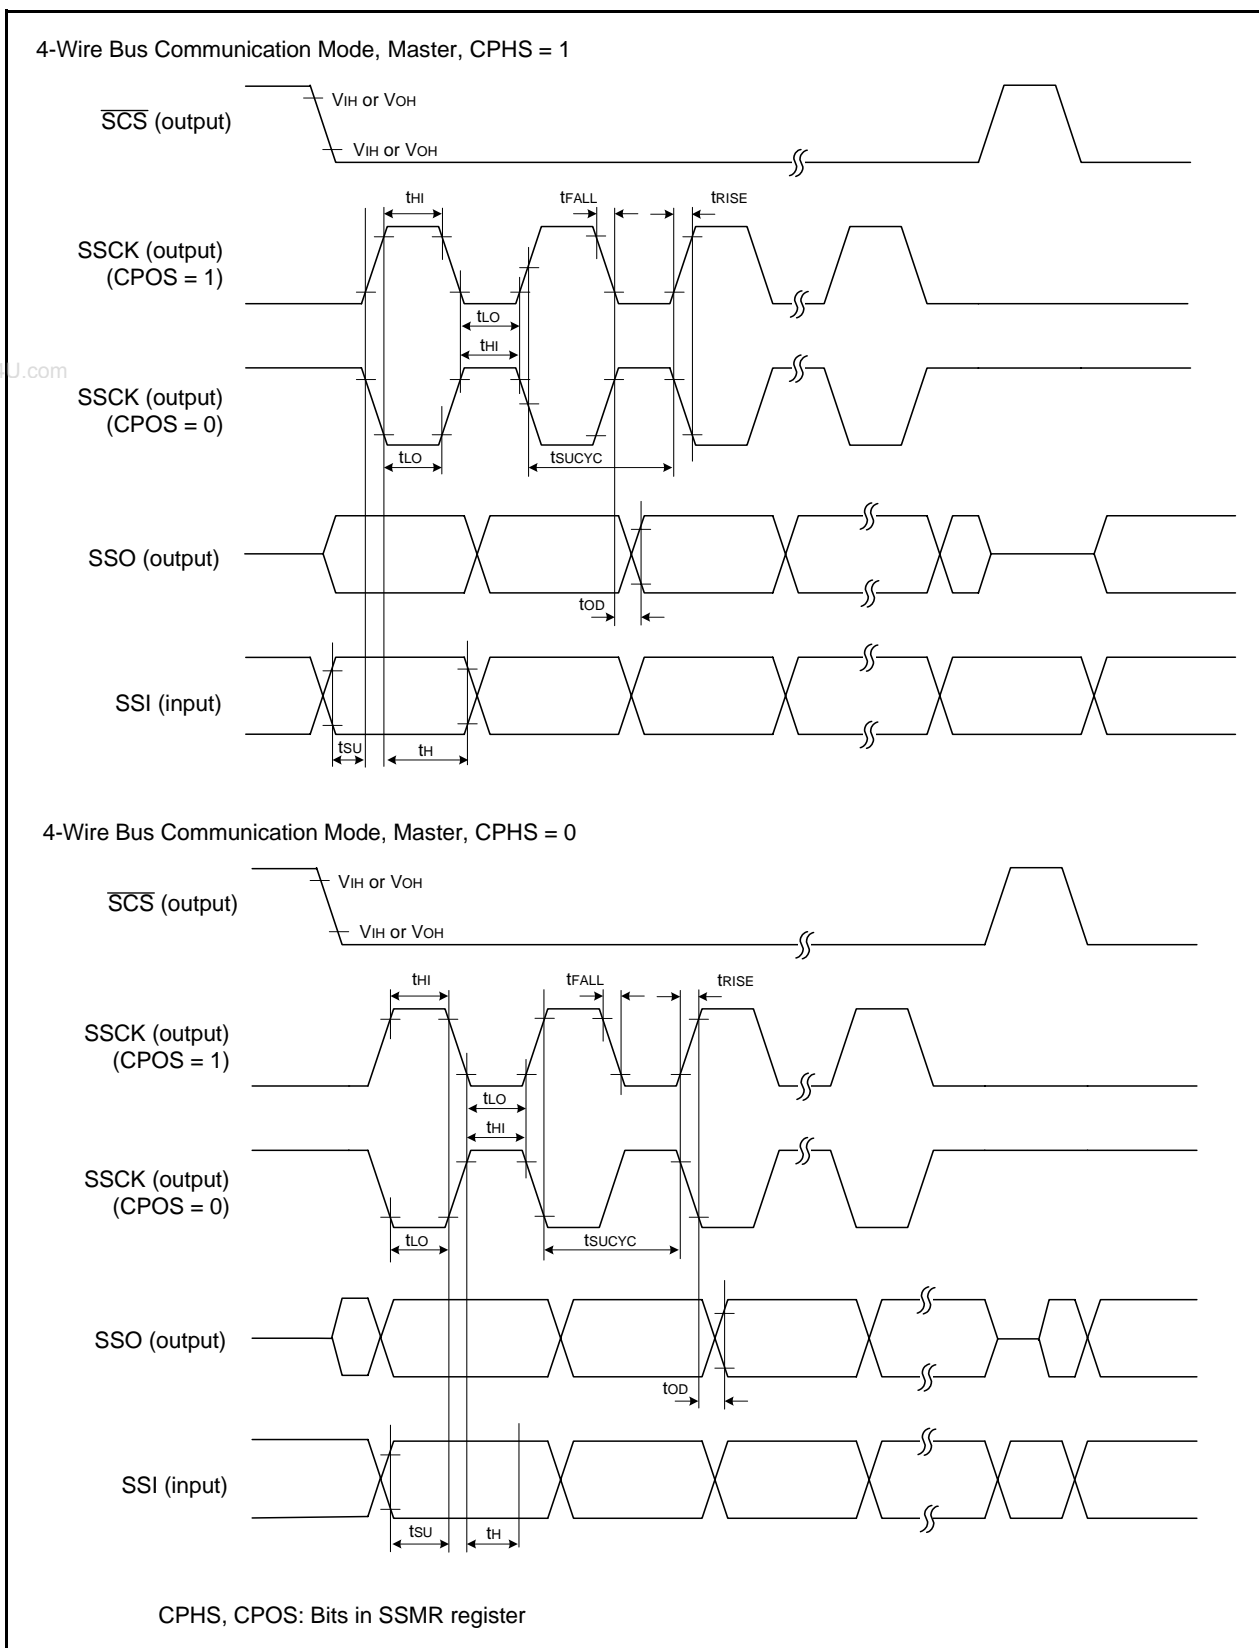 4-Wire Bus Communication Mode, Master, CPHS = 1
SCS (output)
VIH or VOH
VIH or VOH
tHI
tFALL
tRISE
SSCK (output)
(CPOS = 1)
tLO
tHI
4U.com
SSCK (output)
(CPOS = 0)
tLO
tSUCYC
SSO (output)
tOD
SSI (input)
tSU
tH
4-Wire Bus Communication Mode, Master, CPHS = 0
SCS (output)
VIH or VOH
VIH or VOH
tHI
tFALL
tRISE
SSCK (output)
(CPOS = 1)
tLO
tHI
SSCK (output)
(CPOS = 0)
tLO
tSUCYC
SSO (output)
tOD
SSI (input)
tSU
tH
CPHS, CPOS: Bits in SSMR register